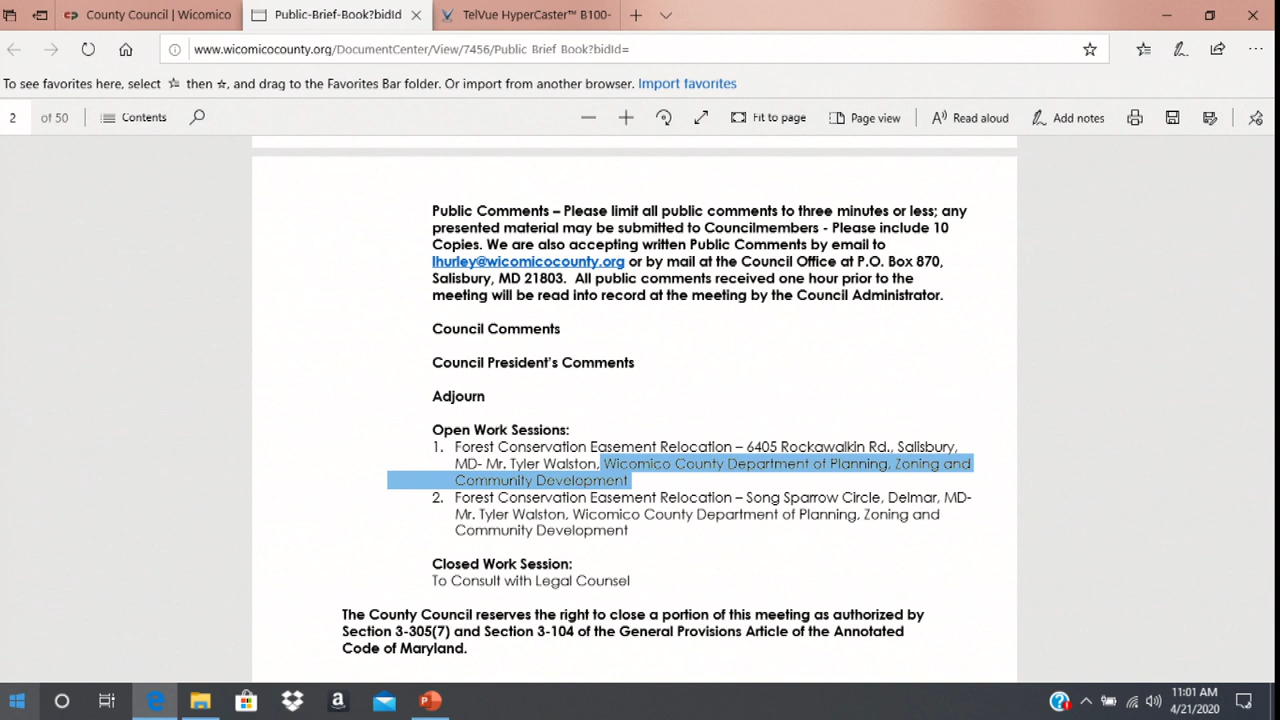 County Council | Wicomico
Public-Brief-Book?bidId
TelVue HyperCaster™ B100-
www.wicomicocounty.org/DocumentCenter/View/7456/Public Brief Book?bidId=
To see favorites here, select then ☆, and drag to the Favorites Bar folder. Or import from another browser. Import favorites
2 of 50 Contents Fit to page Page view Read aloud Add notes
Public Comments – Please limit all public comments to three minutes or less; any
presented material may be submitted to Councilmembers - Please include 10
Copies. We are also accepting written Public Comments by email to
lhurley@wicomicocounty.org or by mail at the Council Office at P.O. Box 870,
Salisbury, MD 21803. All public comments received one hour prior to the
meeting will be read into record at the meeting by the Council Administrator.
Council Comments
Council President's Comments
Adjourn
Open Work Sessions:
1. Forest Conservation Easement Relocation – 6405 Rockawalkin Rd., Salisbury,
MD- Mr. Tyler Walston, Wicomico County Department of Planning, Zoning and
Community Development
2. Forest Conservation Easement Relocation – Song Sparrow Circle, Delmar, MD-
Mr. Tyler Walston, Wicomico County Department of Planning, Zoning and
Community Development
Closed Work Session:
To Consult with Legal Counsel
The County Council reserves the right to close a portion of this meeting as authorized by
Section 3-305(7) and Section 3-104 of the General Provisions Article of the Annotated
Code of Maryland.
11:01 AM
4/21/2020